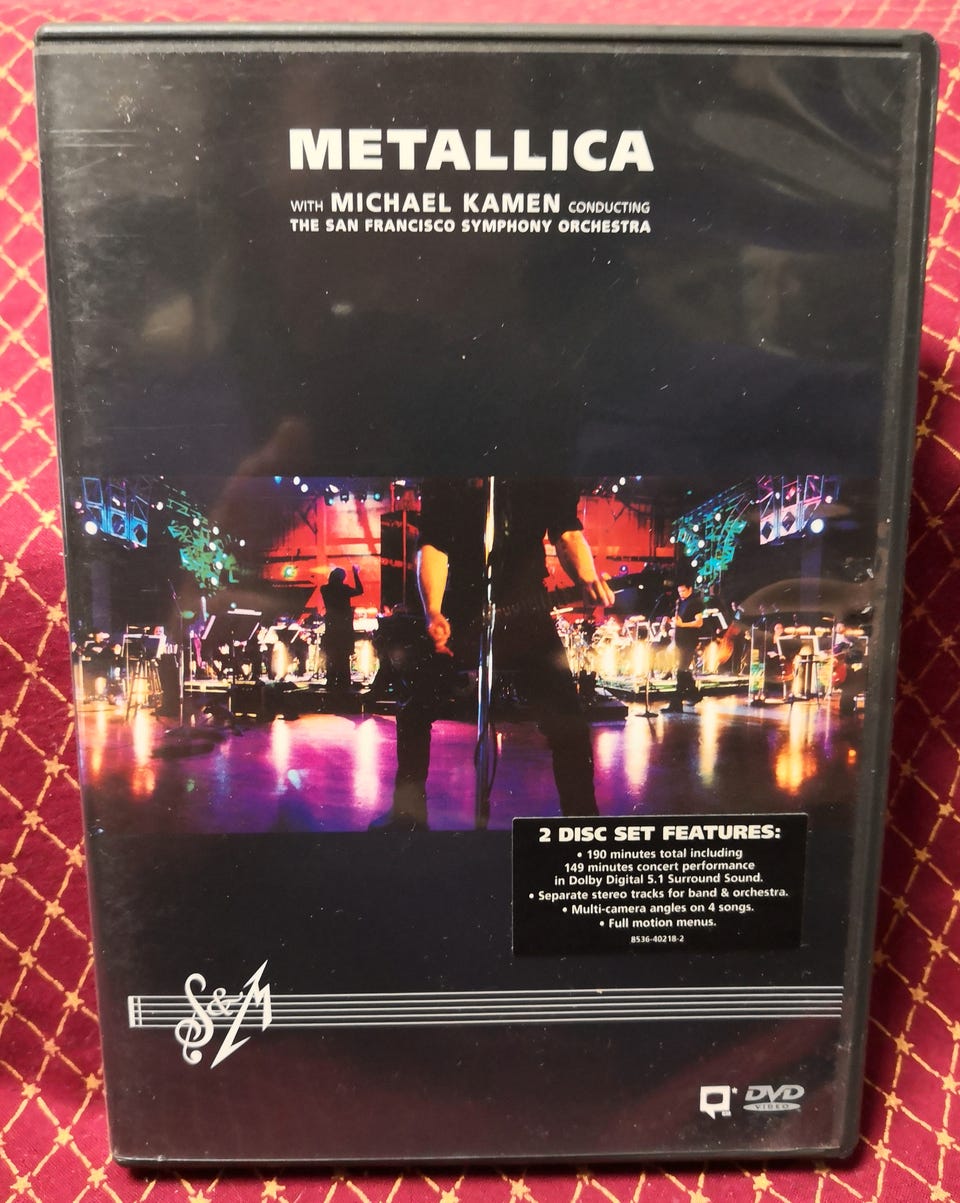 METALLICA
WITH MICHAEL KAMEN CONDUCTING
THE SAN FRANCISCO SYMPHONY ORCHESTRA
2 DISC SET FEATURES:
• 190 minutes total including
149 minutes concert performance
in Dolby Digital 5.1 Surround Sound.
• Separate stereo tracks for band & orchestra.
• Multi-camera angles on 4 songs.
• Full motion menus.
8536-40218-2
S&M
DVD
VIDEO